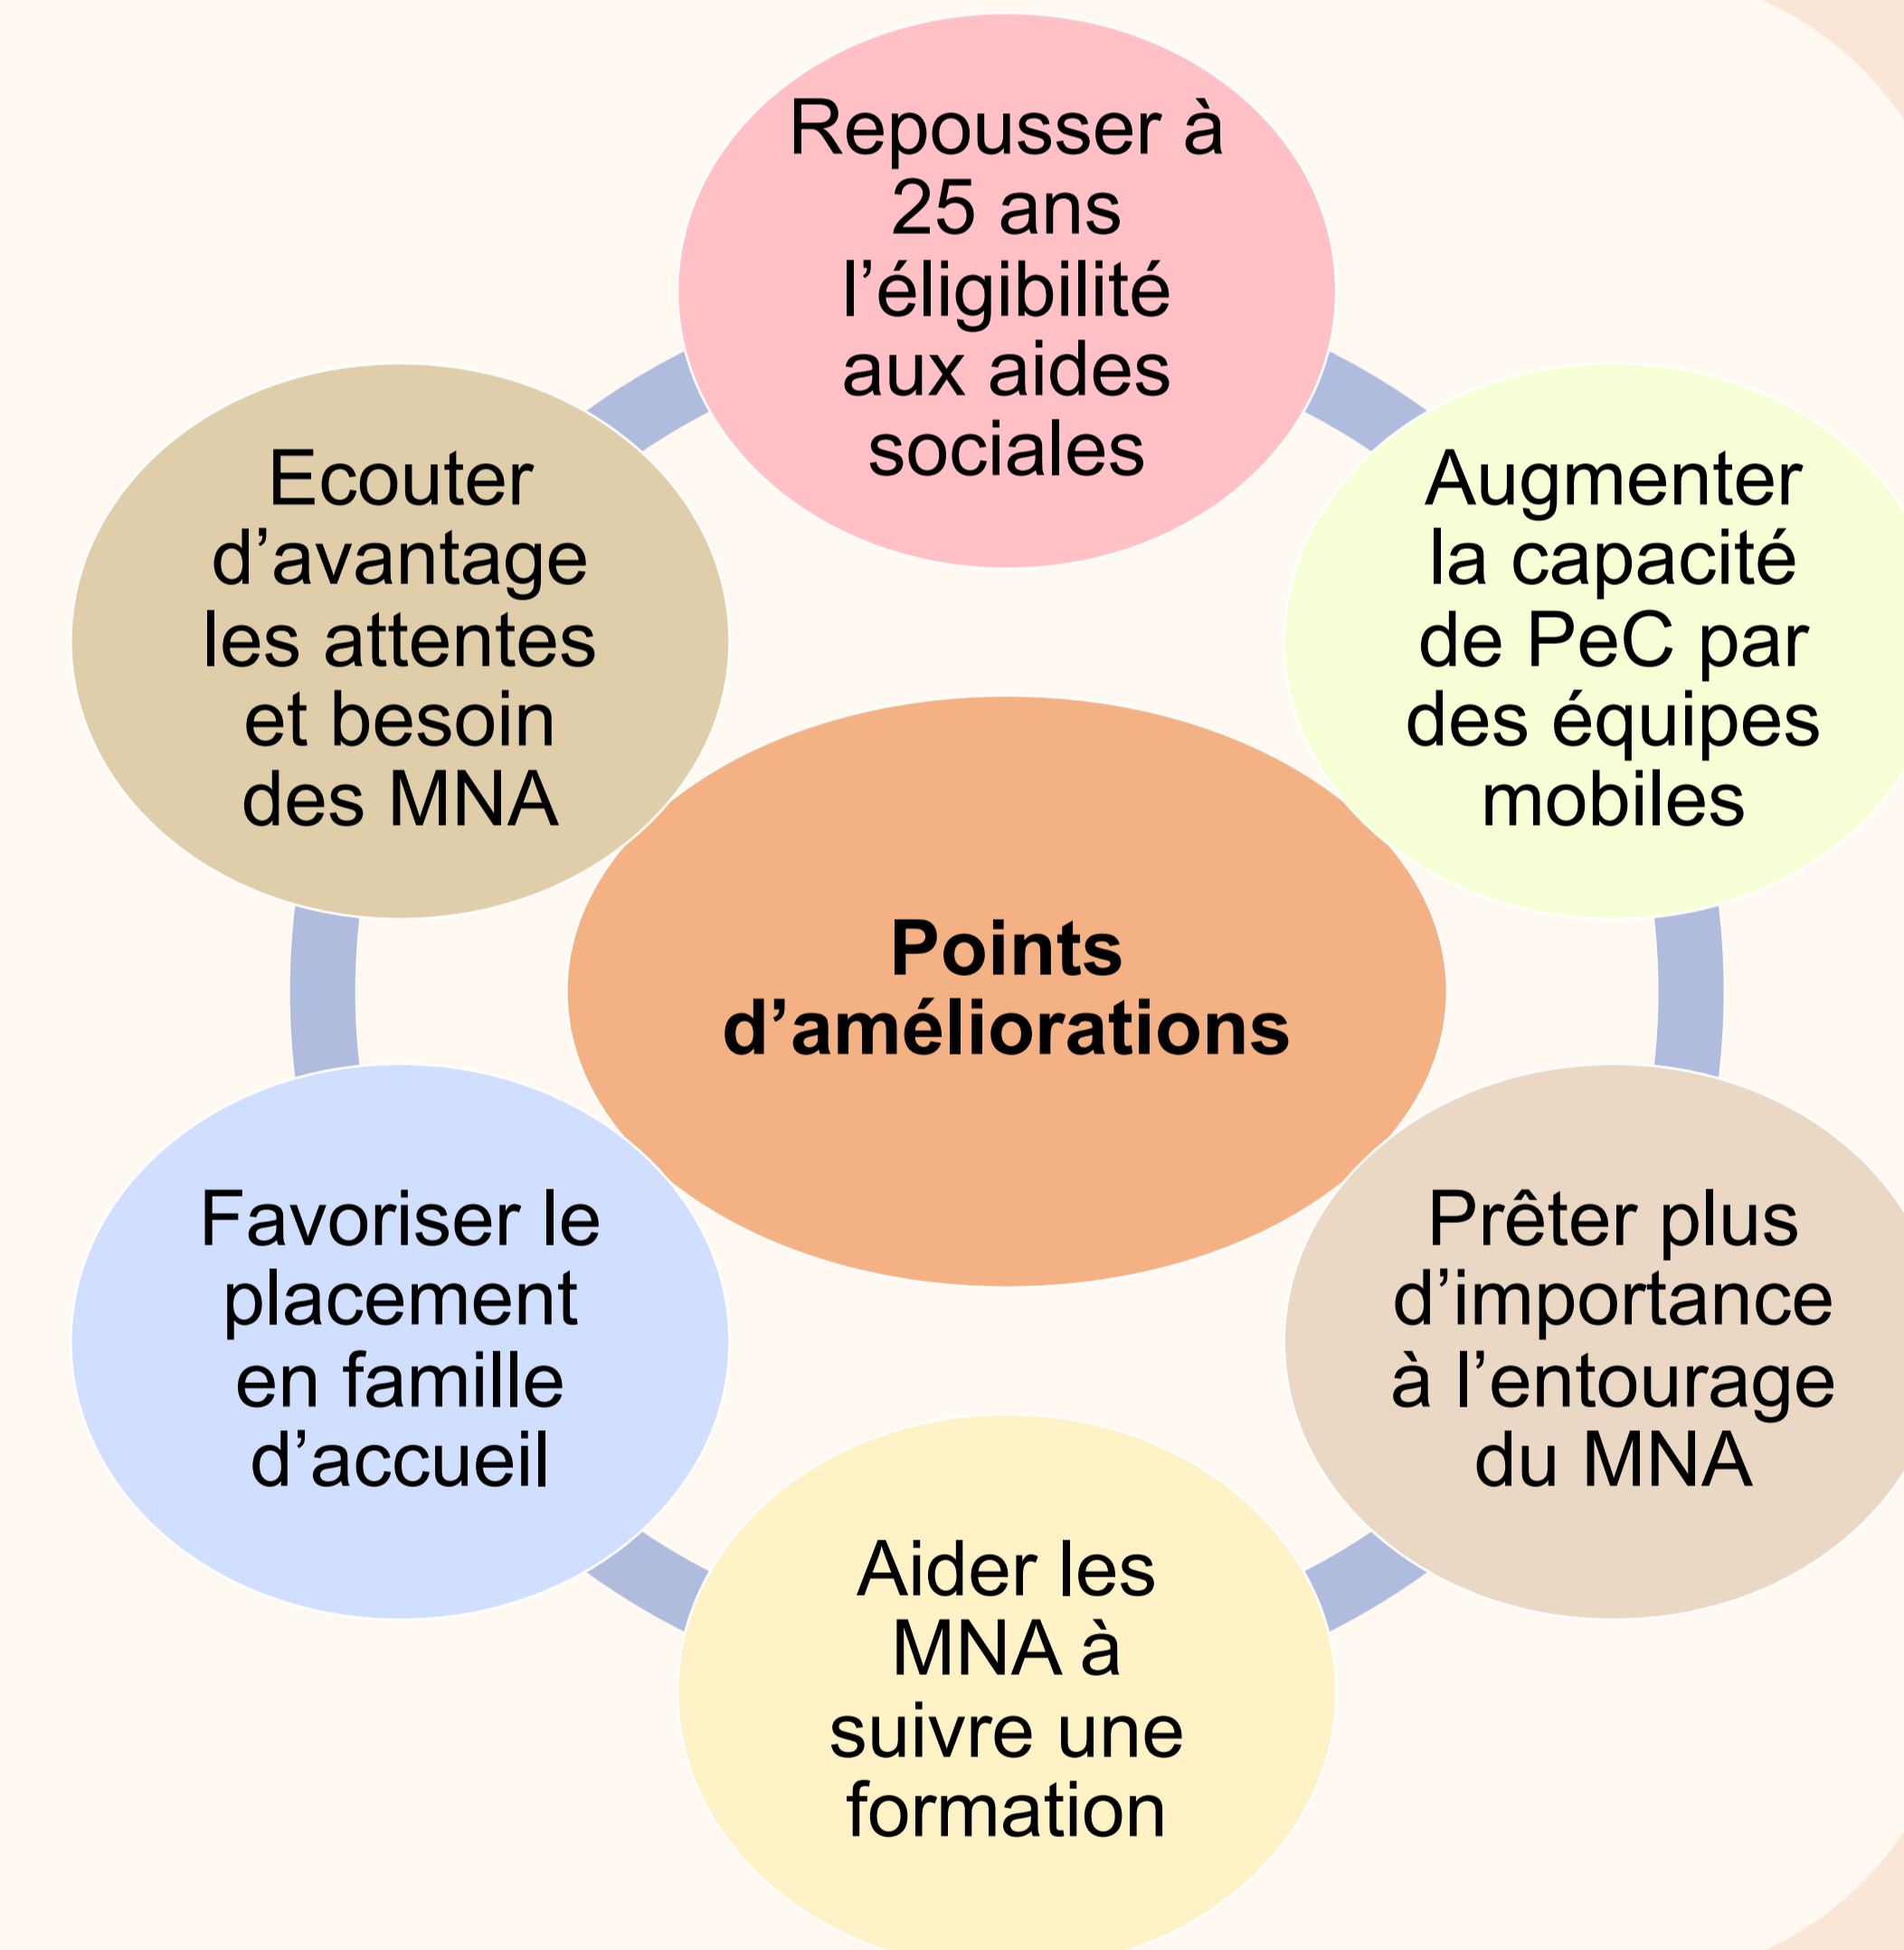 Repousser à
25 ans
l’éligibilité
aux aides
sociales
Augmenter
la capacité
de PeC par
des équipes
mobiles
Prêter plus
d’importance
à l’entourage
du MNA
Aider les
MNA à
suivre une
formation
Favoriser le
placement
en famille
d’accueil
Ecouter
d’avantage
les attentes
et besoin
des MNA
Points
d’améliorations